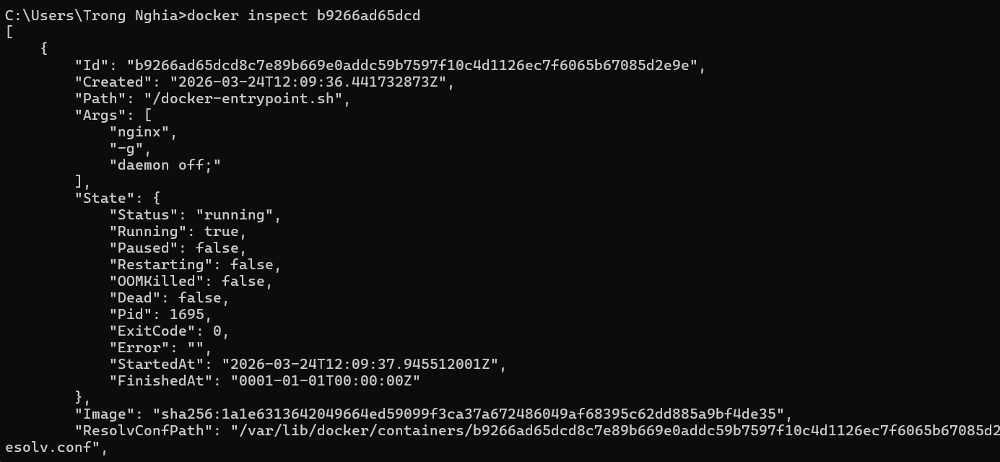 C:\Users\Trong Nghia>docker inspect b9266ad65dcd
[
    {
        "Id": "b9266ad65dcd8c7e89b669e0addc59b7597f10c4d1126ec7f6065b67085d2e9e",
        "Created": "2026-03-24T12:09:36.441732873Z",
        "Path": "/docker-entrypoint.sh",
        "Args": [
            "nginx",
            "-g",
            "daemon off;"
        ],
        "State": {
            "Status": "running",
            "Running": true,
            "Paused": false,
            "Restarting": false,
            "OOMKilled": false,
            "Dead": false,
            "Pid": 1695,
            "ExitCode": 0,
            "Error": "",
            "StartedAt": "2026-03-24T12:09:37.945512001Z",
            "FinishedAt": "0001-01-01T00:00:00Z"
        },
        "Image": "sha256:1a1e6313642049664ed59099f3ca37a672486049af68395c62dd885a9bf4de35",
        "ResolvConfPath": "/var/lib/docker/containers/b9266ad65dcd8c7e89b669e0addc59b7597f10c4d1126ec7f6065b67085d2
esolv.conf",